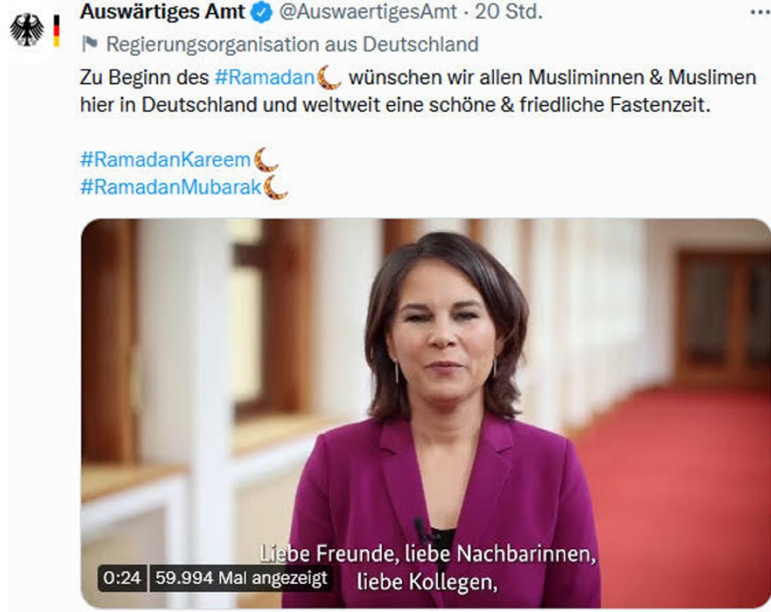 Auswärtiges Amt @AuswaertigesAmt · 20 Std.
Regierungsorganisation aus Deutschland
Zu Beginn des #Ramadan🌙 wünschen wir allen Musliminnen & Muslimen
hier in Deutschland und weltweit eine schöne & friedliche Fastenzeit.
#RamadanKareem🌙
#RamadanMubarak🌙
Liebe Freunde, liebe Nachbarinnen,
liebe Kollegen,
0:24 59.994 Mal angezeigt